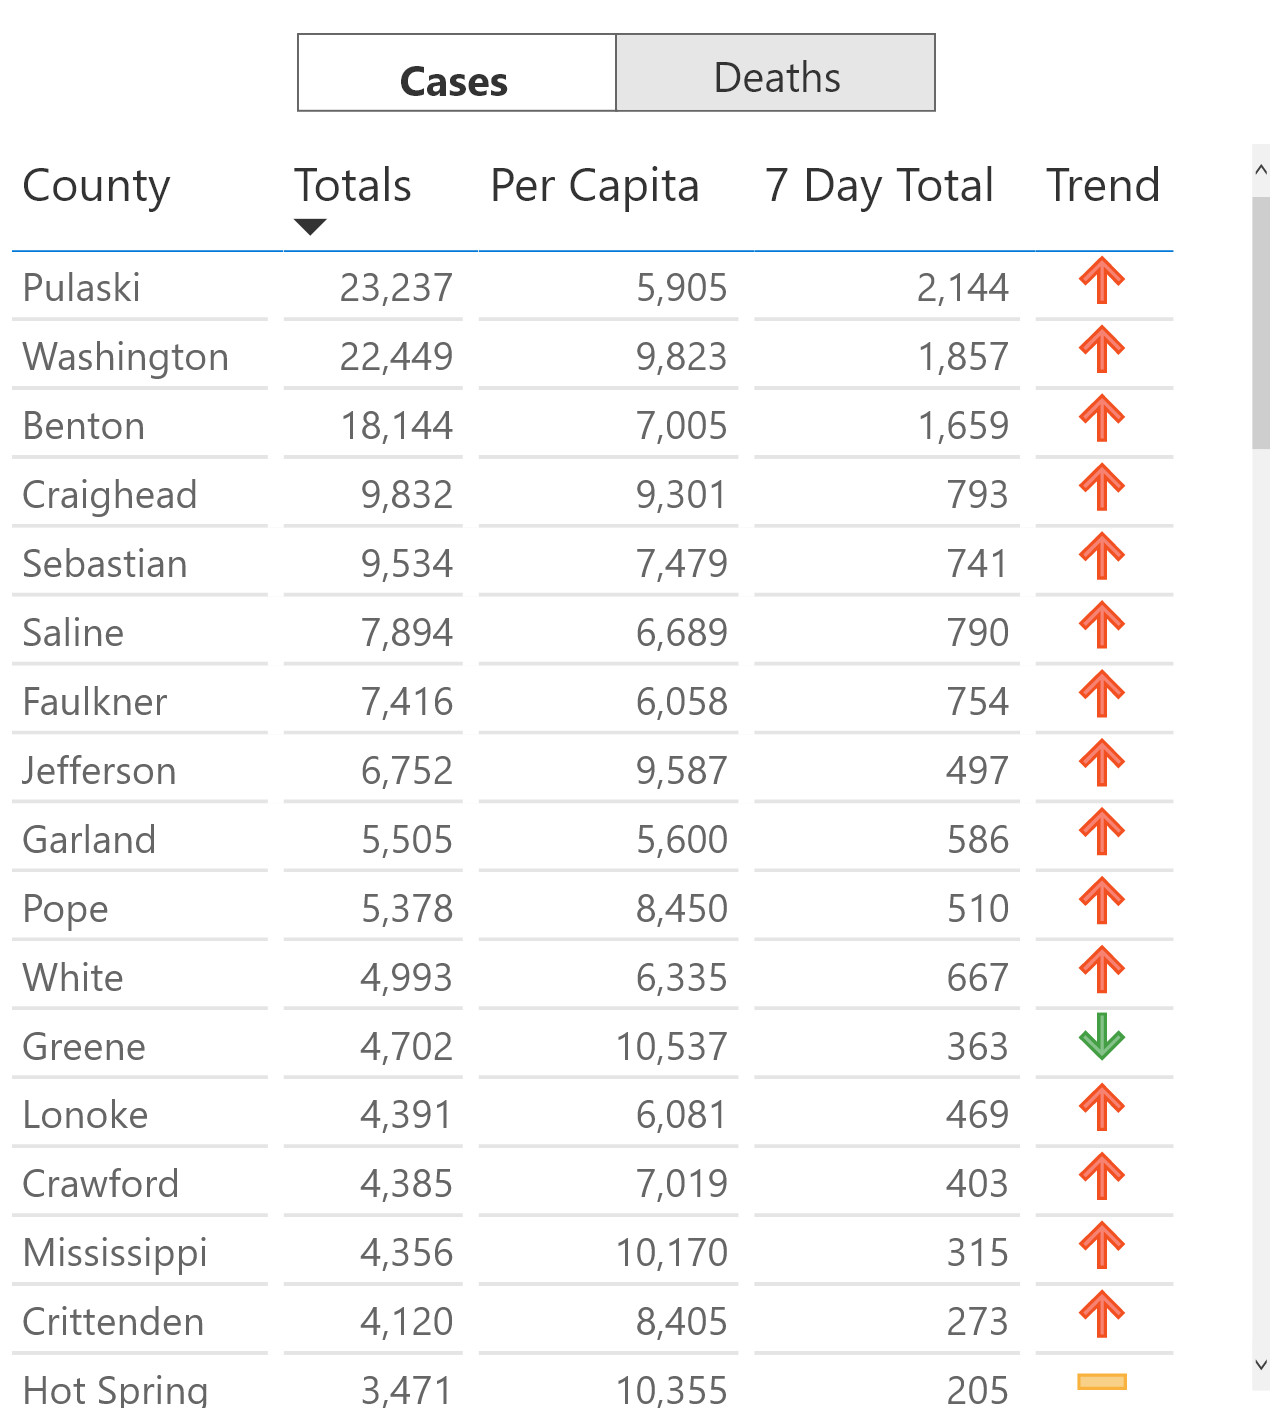 Cases Deaths
County Totals Per Capita 7 Day Total Trend
Pulaski 23,237 5,905 2,144
Washington 22,449 9,823 1,857
Benton 18,144 7,005 1,659
Craighead 9,832 9,301 793
Sebastian 9,534 7,479 741
Saline 7,894 6,689 790
Faulkner 7,416 6,058 754
Jefferson 6,752 9,587 497
Garland 5,505 5,600 586
Pope 5,378 8,450 510
White 4,993 6,335 667
Greene 4,702 10,537 363
Lonoke 4,391 6,081 469
Crawford 4,385 7,019 403
Mississippi 4,356 10,170 315
Crittenden 4,120 8,405 273
Hot Spring 3,471 10,355 205